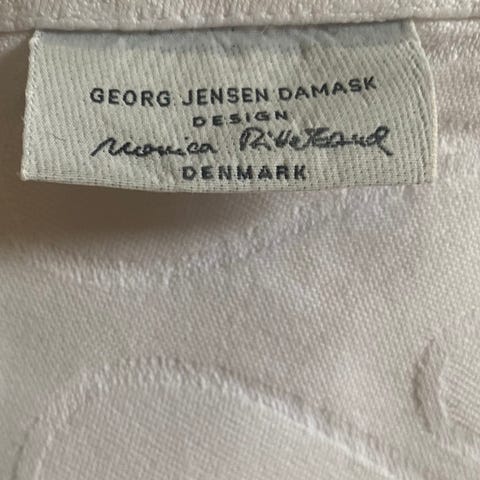 GEORG JENSEN DAMASK
DESIGN
Monica Ritterband
DENMARK